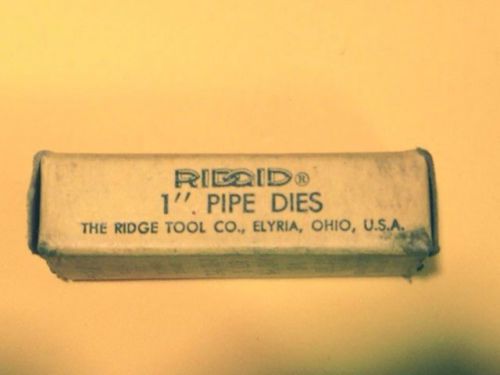 RIDGID®
1" PIPE DIES
THE RIDGE TOOL CO., ELYRIA, OHIO, U.S.A.